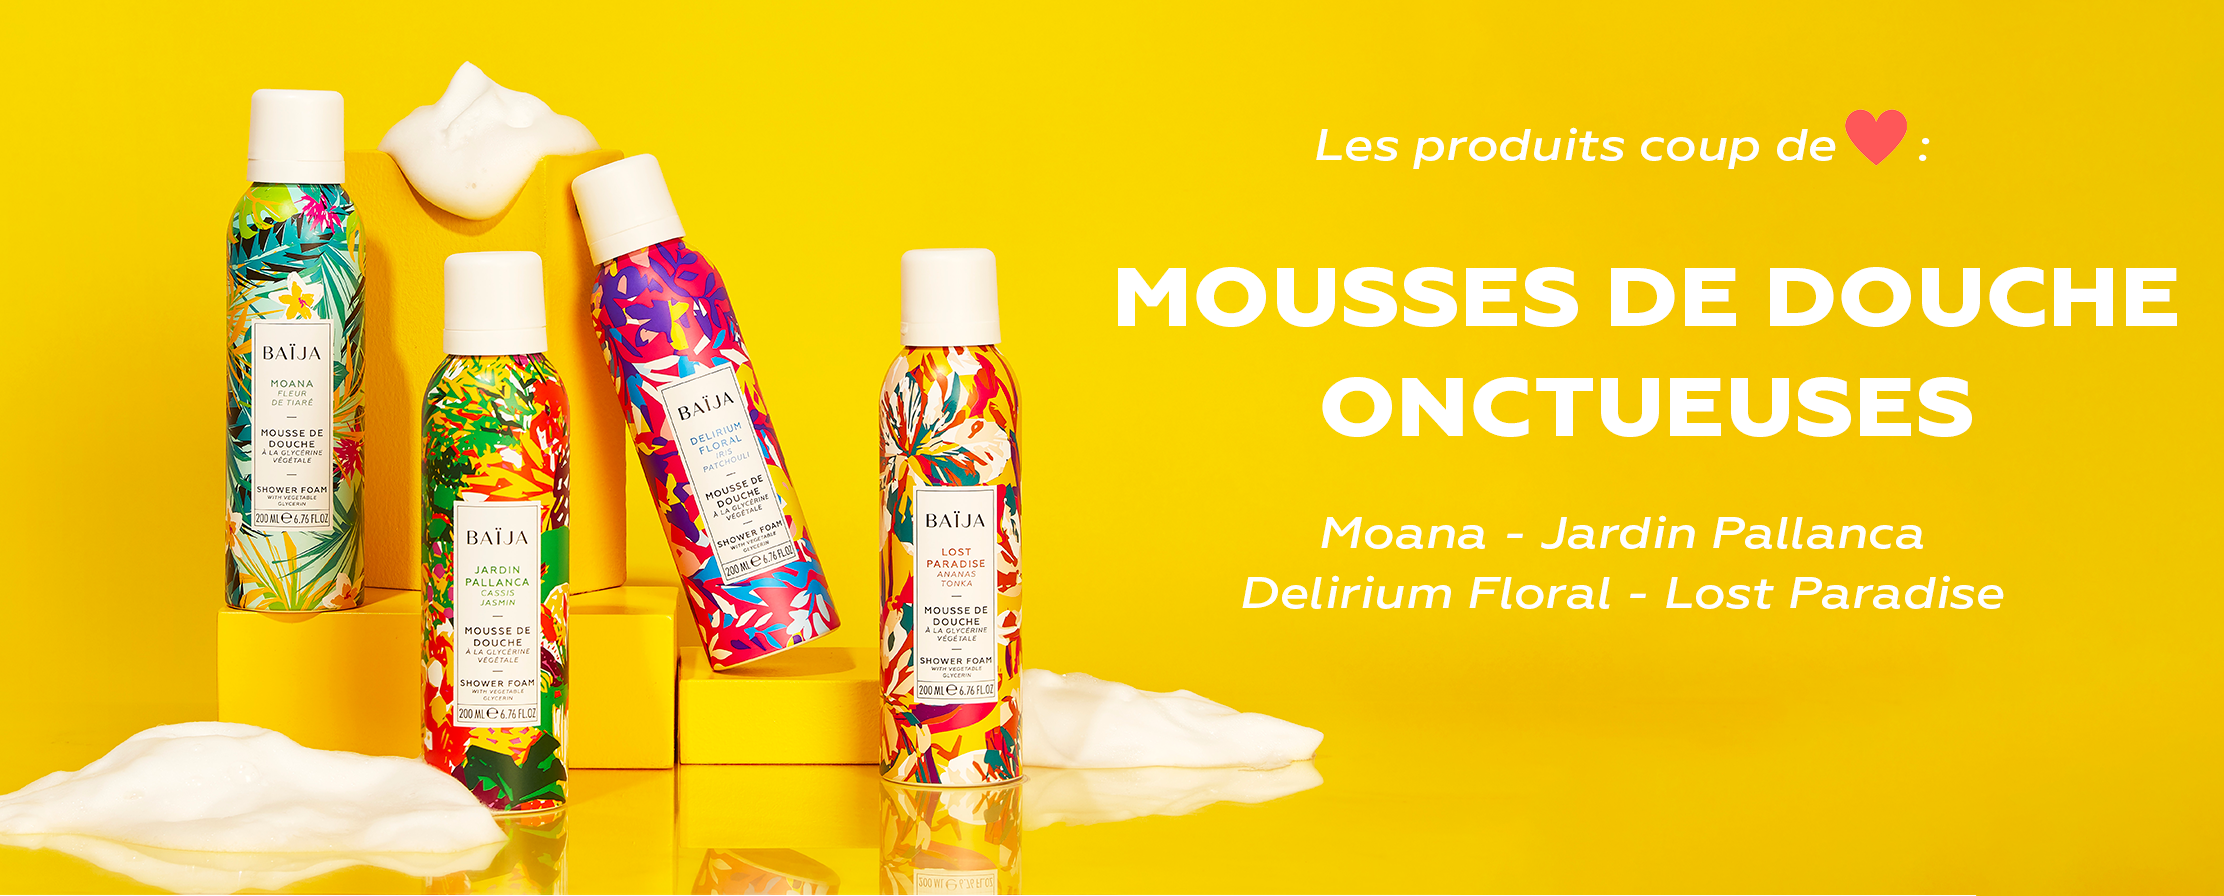 Les produits coup de ❤ :
MOUSSES DE DOUCHE
ONCTUEUSES
Moana - Jardin Pallanca
Delirium Floral - Lost Paradise
BAÏJA
MOANA
FLEUR
DE TIARÉ
MOUSSE DE
DOUCHE
À LA GLYCÉRINE
VÉGÉTALE
SHOWER FOAM
WITH VEGETABLE
GLYCERIN
200 ML ℮ 6.76 FL.OZ
BAÏJA
JARDIN
PALLANCA
CASSIS
JASMIN
MOUSSE DE
DOUCHE
À LA GLYCÉRINE
VÉGÉTALE
SHOWER FOAM
WITH VEGETABLE
GLYCERIN
200 ML ℮ 6.76 FL.OZ
BAÏJA
DELIRIUM
FLORAL
IRIS
PATCHOULI
MOUSSE DE
DOUCHE
À LA GLYCÉRINE
VÉGÉTALE
SHOWER FOAM
WITH VEGETABLE
GLYCERIN
200 ML ℮ 6.76 FL.OZ
BAÏJA
LOST
PARADISE
ANANAS
TONKA
MOUSSE DE
DOUCHE
À LA GLYCÉRINE
VÉGÉTALE
SHOWER FOAM
WITH VEGETABLE
GLYCERIN
200 ML ℮ 6.76 FL.OZ